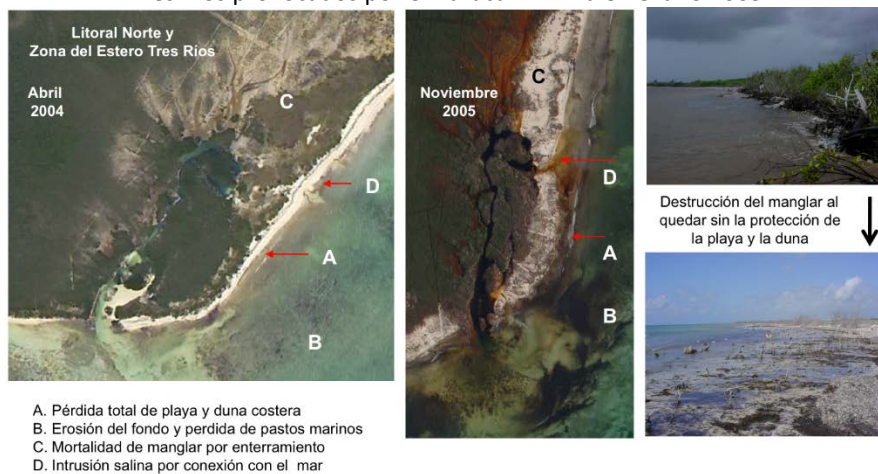 Litoral Norte y
Zona del Estero Tres Ríos
Abril
2004
C
D
A
B
Noviembre
2005
C
D
A
B
Destrucción del manglar al
quedar sin la protección de
la playa y la duna
A. Pérdida total de playa y duna costera
B. Erosión del fondo y perdida de pastos marinos
C. Mortalidad de manglar por enterramiento
D. Intrusión salina por conexión con el mar